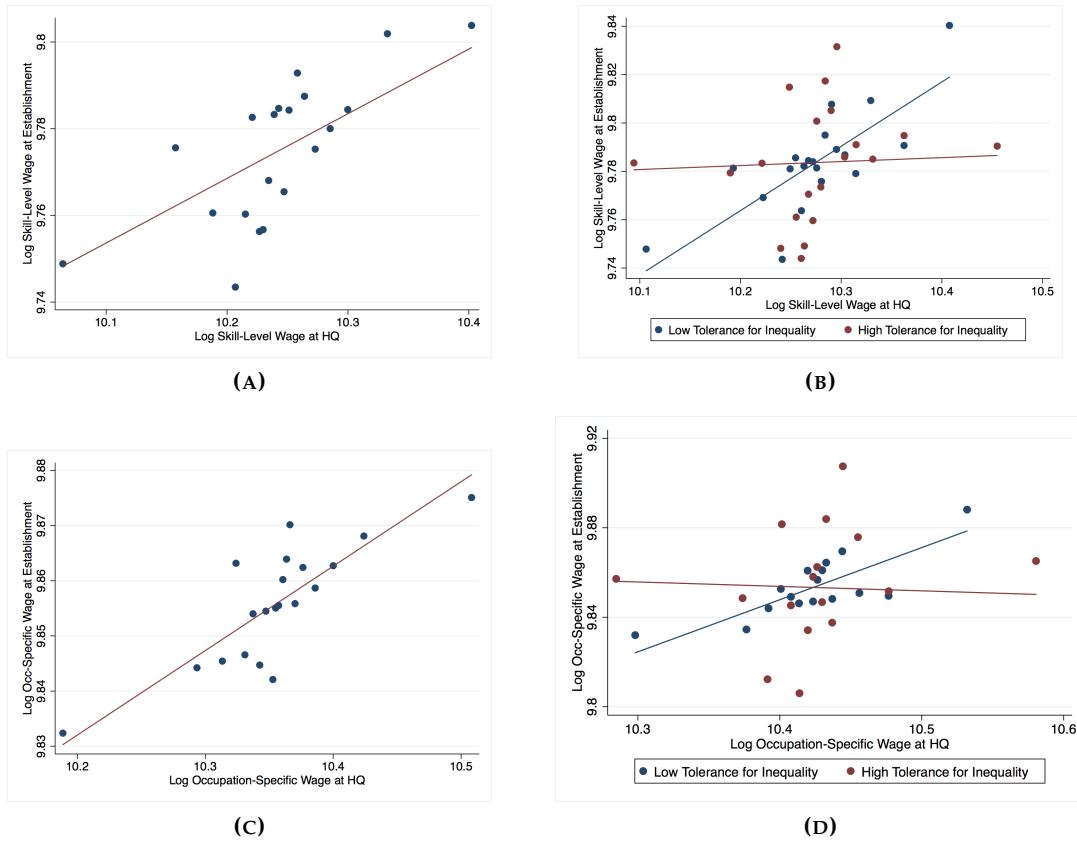 Log Skill-Level Wage at Establishment
9.8
9.78
9.76
9.74
10.1 10.2 10.3 10.4
Log Skill-Level Wage at HQ
(A)
Log Skill-Level Wage at Establishment
9.84
9.82
9.8
9.78
9.76
9.74
10.1 10.2 10.3 10.4 10.5
Log Skill-Level Wage at HQ
Low Tolerance for Inequality High Tolerance for Inequality
(B)
Log Occ-Specific Wage at Establishment
9.88
9.87
9.86
9.85
9.84
9.83
10.2 10.3 10.4 10.5
Log Occupation-Specific Wage at HQ
(C)
Log Occ-Specific Wage at Establishment
9.92
9.88
9.84
9.8
10.3 10.4 10.5 10.6
Log Occupation-Specific Wage at HQ
Low Tolerance for Inequality High Tolerance for Inequality
(D)